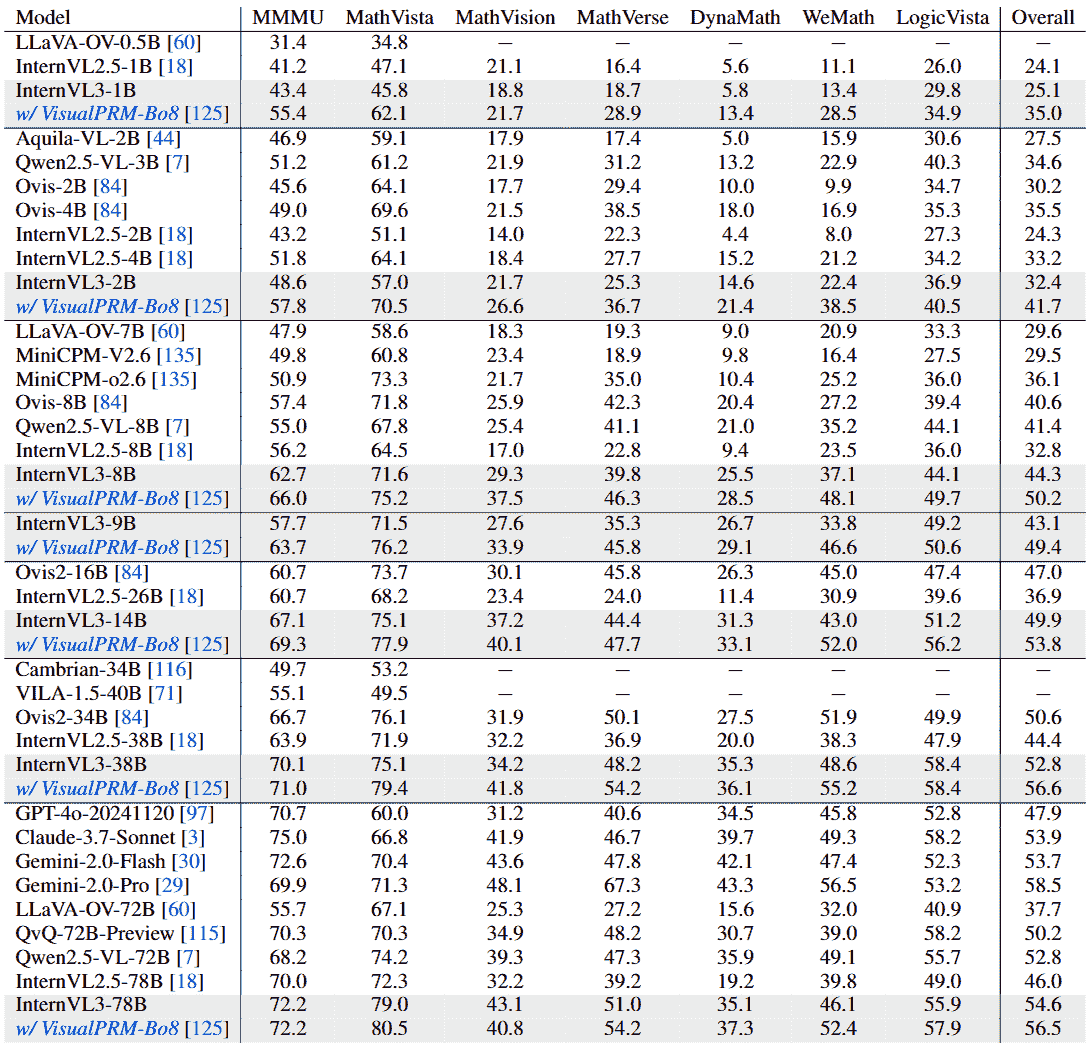 Model MMMU MathVista MathVision MathVerse DynaMath WeMath LogicVista Overall
LLaVA-OV-0.5B [60] 31.4 34.8 — — — — — —
InternVL2.5-1B [18] 41.2 47.1 21.1 16.4 5.6 11.1 26.0 24.1
InternVL3-1B 43.4 45.8 18.8 18.7 5.8 13.4 29.8 25.1
w/ VisualPRM-Bo8 [125] 55.4 62.1 21.7 28.9 13.4 28.5 34.9 35.0
Aquila-VL-2B [44] 46.9 59.1 17.9 17.4 5.0 15.9 30.6 27.5
Qwen2.5-VL-3B [7] 51.2 61.2 21.9 31.2 13.2 22.9 40.3 34.6
Ovis-2B [84] 45.6 64.1 17.7 29.4 10.0 9.9 34.7 30.2
Ovis-4B [84] 49.0 69.6 21.5 38.5 18.0 16.9 35.3 35.5
InternVL2.5-2B [18] 43.2 51.1 14.0 22.3 4.4 8.0 27.3 24.3
InternVL2.5-4B [18] 51.8 64.1 18.4 27.7 15.2 21.2 34.2 33.2
InternVL3-2B 48.6 57.0 21.7 25.3 14.6 22.4 36.9 32.4
w/ VisualPRM-Bo8 [125] 57.8 70.5 26.6 36.7 21.4 38.5 40.5 41.7
LLaVA-OV-7B [60] 47.9 58.6 18.3 19.3 9.0 20.9 33.3 29.6
MiniCPM-V2.6 [135] 49.8 60.8 23.4 18.9 9.8 16.4 27.5 29.5
MiniCPM-o2.6 [135] 50.9 73.3 21.7 35.0 10.4 25.2 36.0 36.1
Ovis-8B [84] 57.4 71.8 25.9 42.3 20.4 27.2 39.4 40.6
Qwen2.5-VL-8B [7] 55.0 67.8 25.4 41.1 21.0 35.2 44.1 41.4
InternVL2.5-8B [18] 56.2 64.5 17.0 22.8 9.4 23.5 36.0 32.8
InternVL3-8B 62.7 71.6 29.3 39.8 25.5 37.1 44.1 44.3
w/ VisualPRM-Bo8 [125] 66.0 75.2 37.5 46.3 28.5 48.1 49.7 50.2
InternVL3-9B 57.7 71.5 27.6 35.3 26.7 33.8 49.2 43.1
w/ VisualPRM-Bo8 [125] 63.7 76.2 33.9 45.8 29.1 46.6 50.6 49.4
Ovis2-16B [84] 60.7 73.7 30.1 45.8 26.3 45.0 47.4 47.0
InternVL2.5-26B [18] 60.7 68.2 23.4 24.0 11.4 30.9 39.6 36.9
InternVL3-14B 67.1 75.1 37.2 44.4 31.3 43.0 51.2 49.9
w/ VisualPRM-Bo8 [125] 69.3 77.9 40.1 47.7 33.1 52.0 56.2 53.8
Cambrian-34B [116] 49.7 53.2 — — — — — —
VILA-1.5-40B [71] 55.1 49.5 — — — — — —
Ovis2-34B [84] 66.7 76.1 31.9 50.1 27.5 51.9 49.9 50.6
InternVL2.5-38B [18] 63.9 71.9 32.2 36.9 20.0 38.3 47.9 44.4
InternVL3-38B 70.1 75.1 34.2 48.2 35.3 48.6 58.4 52.8
w/ VisualPRM-Bo8 [125] 71.0 79.4 41.8 54.2 36.1 55.2 58.4 56.6
GPT-4o-20241120 [97] 70.7 60.0 31.2 40.6 34.5 45.8 52.8 47.9
Claude-3.7-Sonnet [3] 75.0 66.8 41.9 46.7 39.7 49.3 58.2 53.9
Gemini-2.0-Flash [30] 72.6 70.4 43.6 47.8 42.1 47.4 52.3 53.7
Gemini-2.0-Pro [29] 69.9 71.3 48.1 67.3 43.3 56.5 53.2 58.5
LLaVA-OV-72B [60] 55.7 67.1 25.3 27.2 15.6 32.0 40.9 37.7
QvQ-72B-Preview [115] 70.3 70.3 34.9 48.2 30.7 39.0 58.2 50.2
Qwen2.5-VL-72B [7] 68.2 74.2 39.3 47.3 35.9 49.1 55.7 52.8
InternVL2.5-78B [18] 70.0 72.3 32.2 39.2 19.2 39.8 49.0 46.0
InternVL3-78B 72.2 79.0 43.1 51.0 35.1 46.1 55.9 54.6
w/ VisualPRM-Bo8 [125] 72.2 80.5 40.8 54.2 37.3 52.4 57.9 56.5